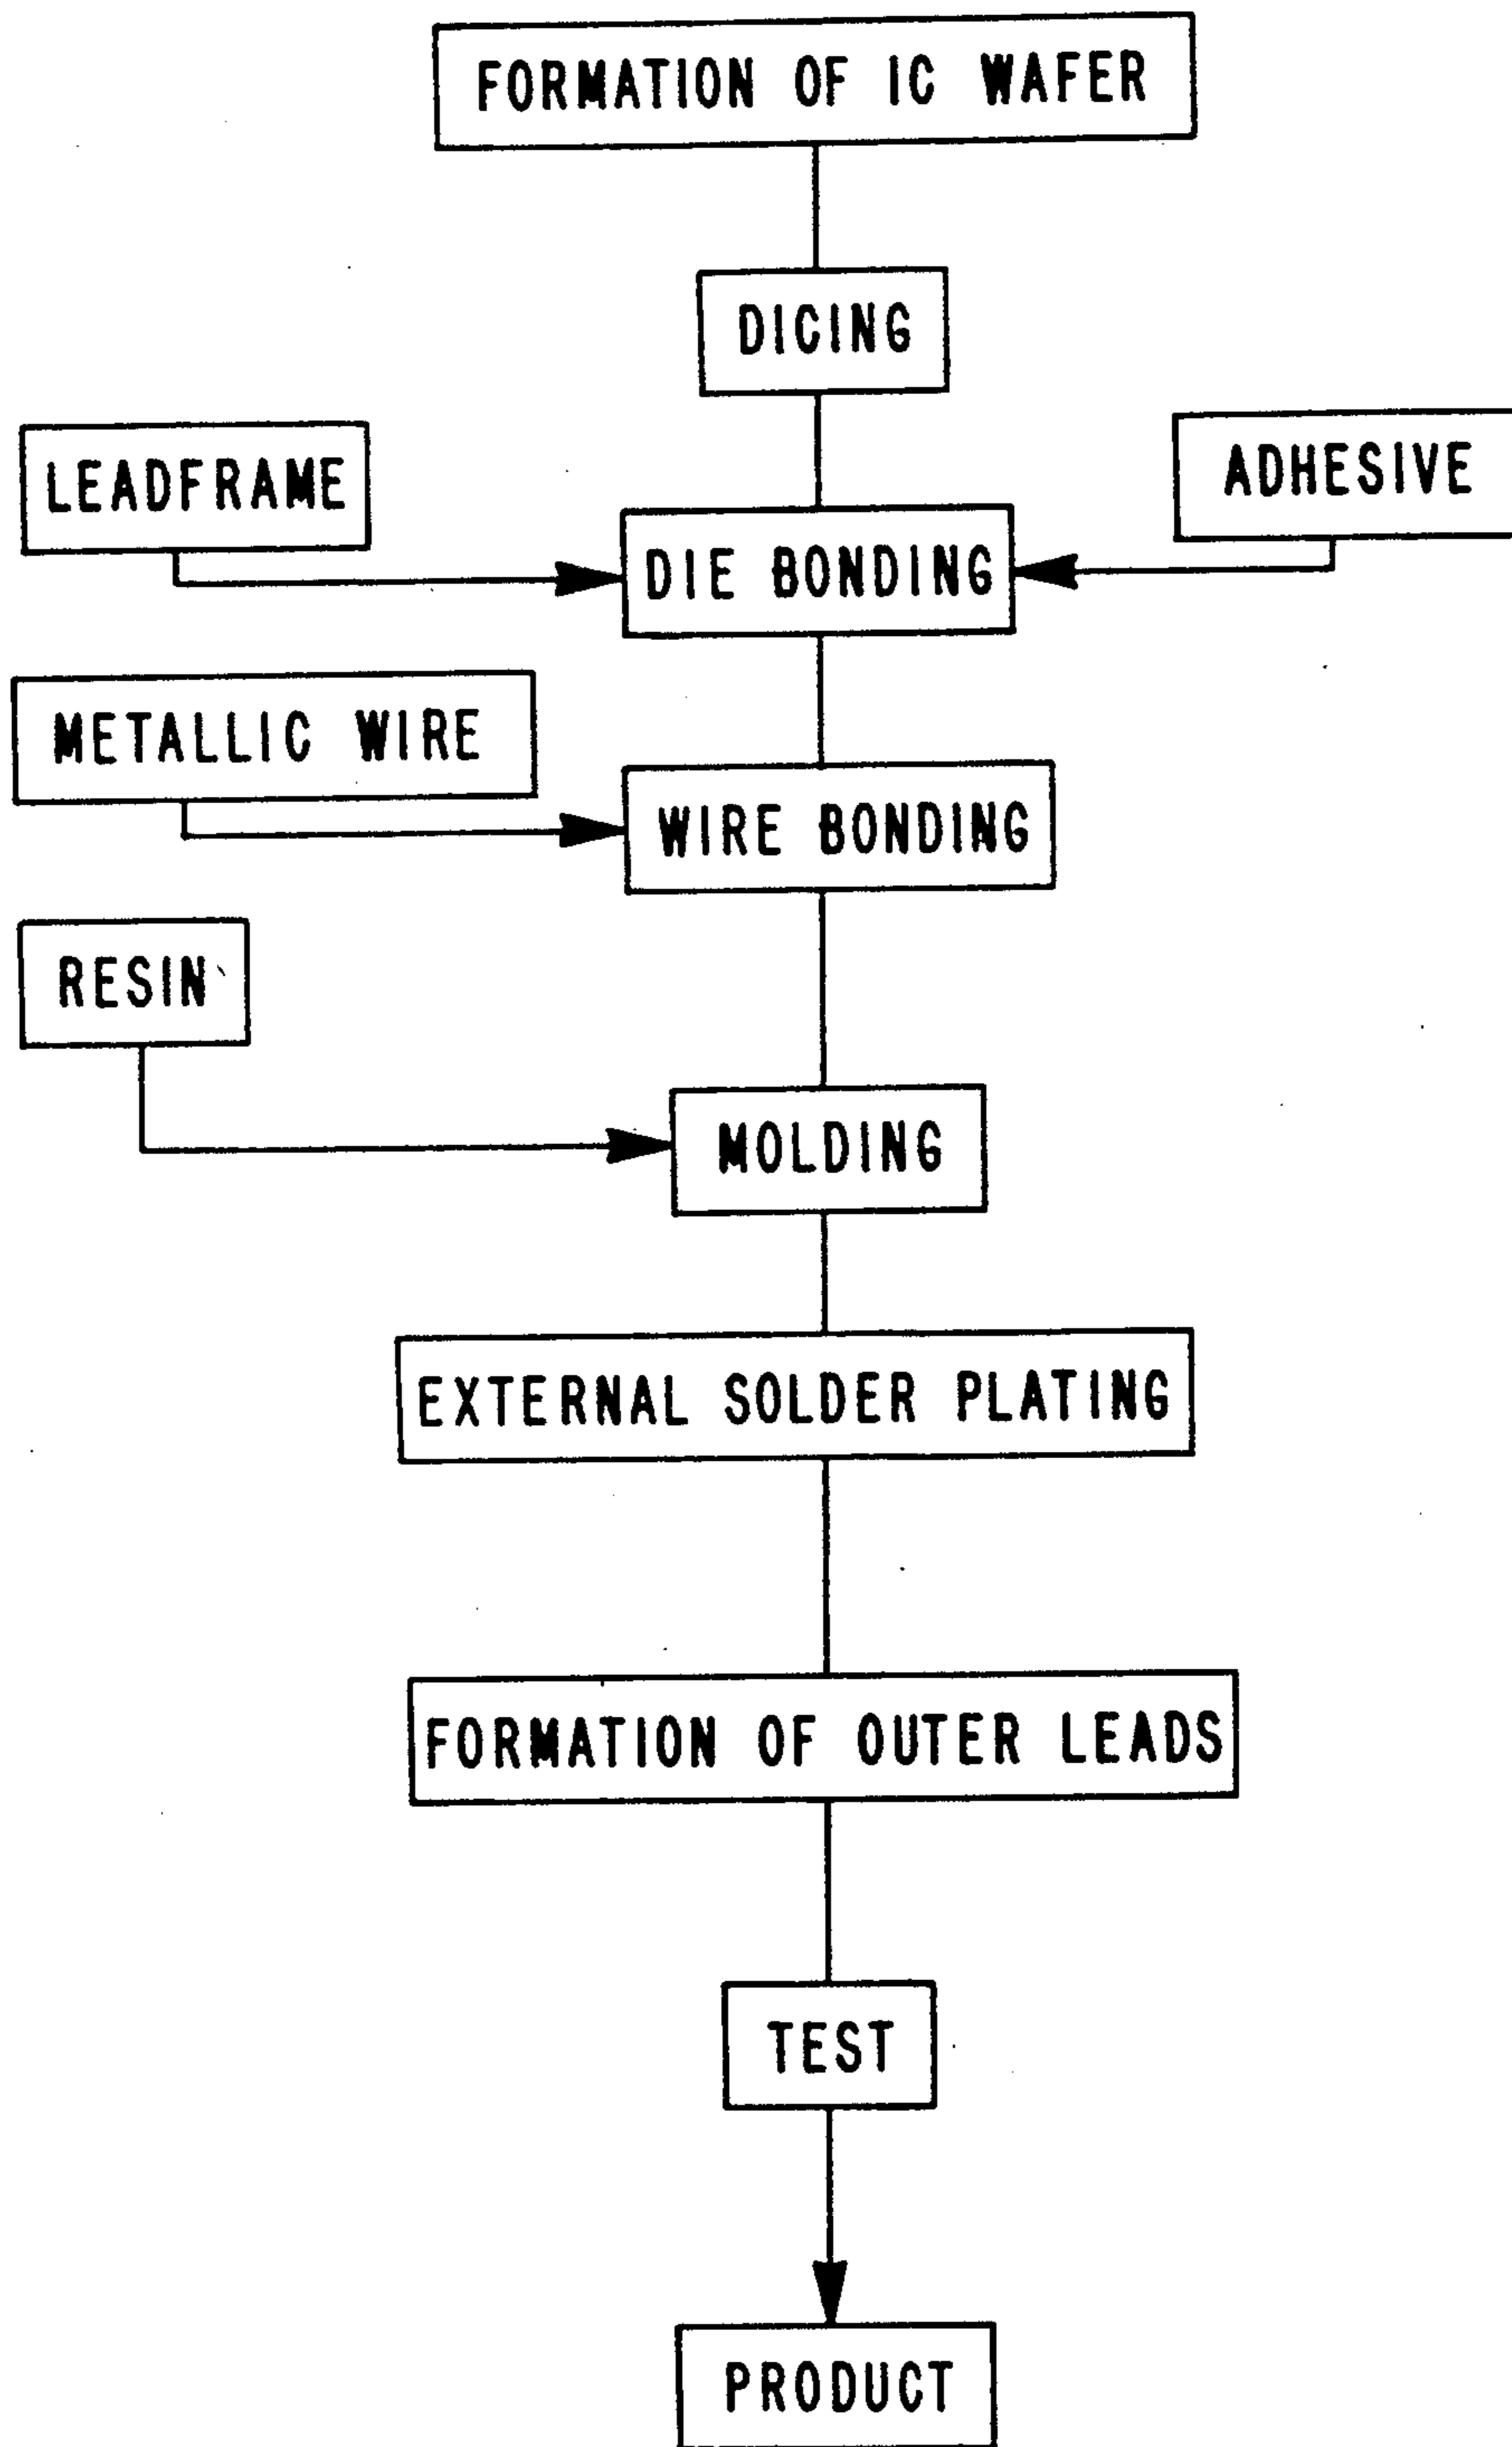 FORMATION OF IC WAFER
DICING
LEADFRAME
ADHESIVE
DIE BONDING
METALLIC WIRE
WIRE BONDING
RESIN
MOLDING
EXTERNAL SOLDER PLATING
FORMATION OF OUTER LEADS
TEST
PRODUCT